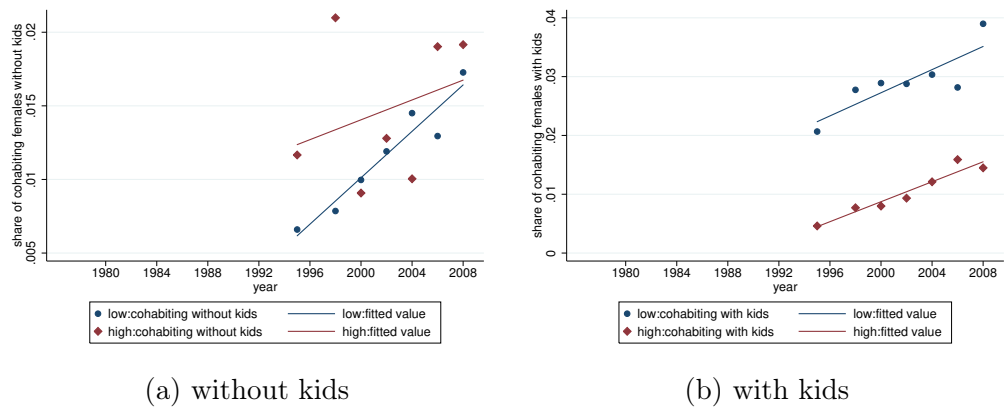 share of cohabiting females without kids
.005
.01
.015
.02
1980
1984
1988
1992
1996
2000
2004
2008
year
low:cohabiting without kids
low:fitted value
high:cohabiting without kids
high:fitted value
(a) without kids
share of cohabiting females with kids
0
.01
.02
.03
.04
1980
1984
1988
1992
1996
2000
2004
2008
year
low:cohabiting with kids
low:fitted value
high:cohabiting with kids
high:fitted value
(b) with kids